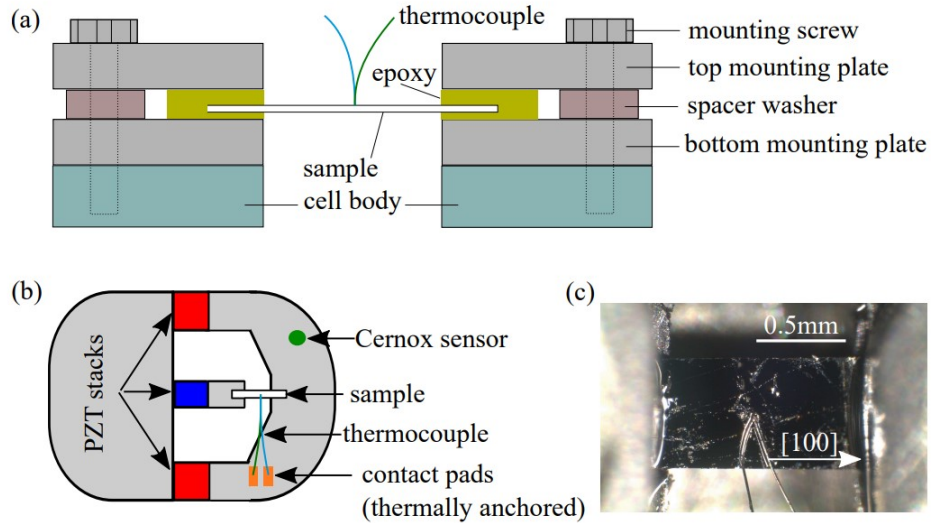 (a)
thermocouple
mounting screw
epoxy
top mounting plate
spacer washer
sample
bottom mounting plate
cell body
(b)
PZT stacks
Cernox sensor
sample
thermocouple
contact pads
(thermally anchored)
(c)
0.5mm
[100]